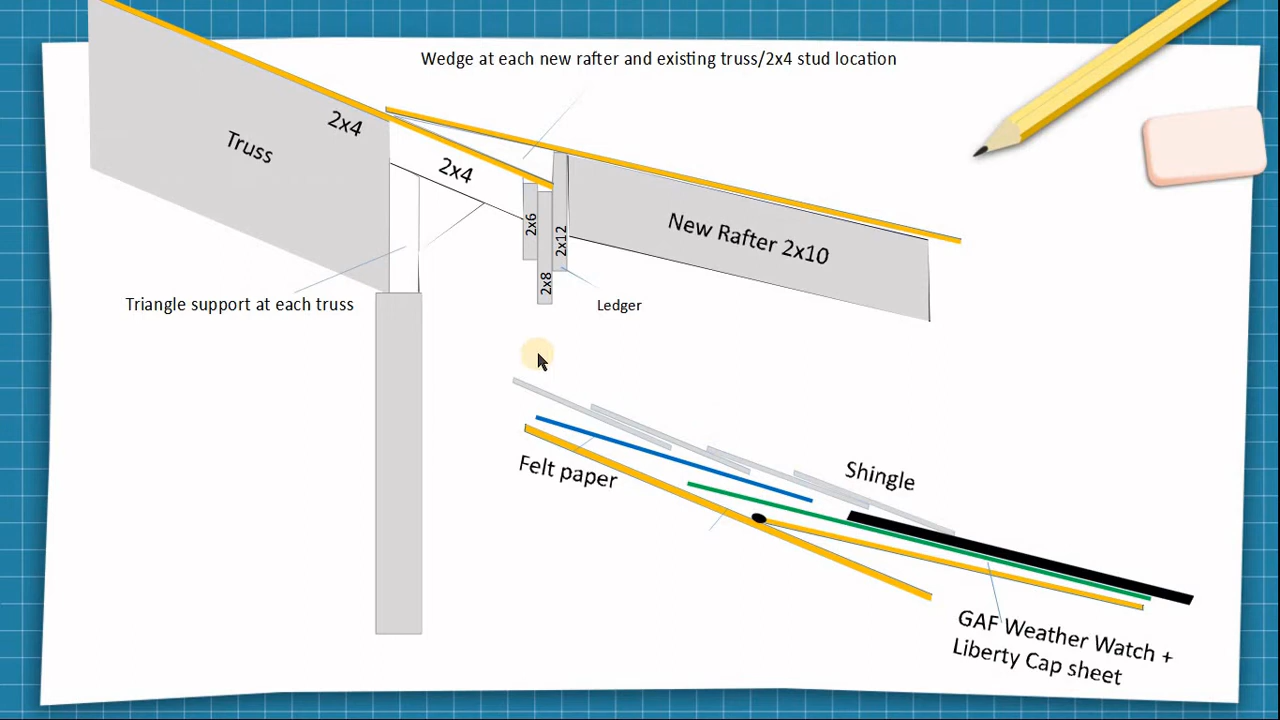 Wedge at each new rafter and existing truss/2x4 stud location
2x4
Truss
2x4
2x6
2x12
2x8
New Rafter 2x10
Triangle support at each truss
Ledger
Shingle
Felt paper
GAF Weather Watch +
Liberty Cap sheet